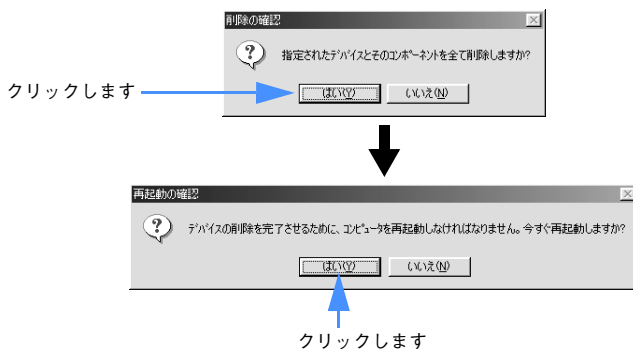 削除の確認
指定されたﾃﾞﾊﾞｲｽとそのｺﾝﾎﾟｰﾈﾝﾄを全て削除しますか?
クリックします
はい(Y)
いいえ(N)
再起動の確認
ﾃﾞﾊﾞｲｽの削除を完了させるために、ｺﾝﾋﾟｭｰﾀを再起動しなければなりません。今すぐ再起動しますか?
はい(Y)
いいえ(N)
クリックします